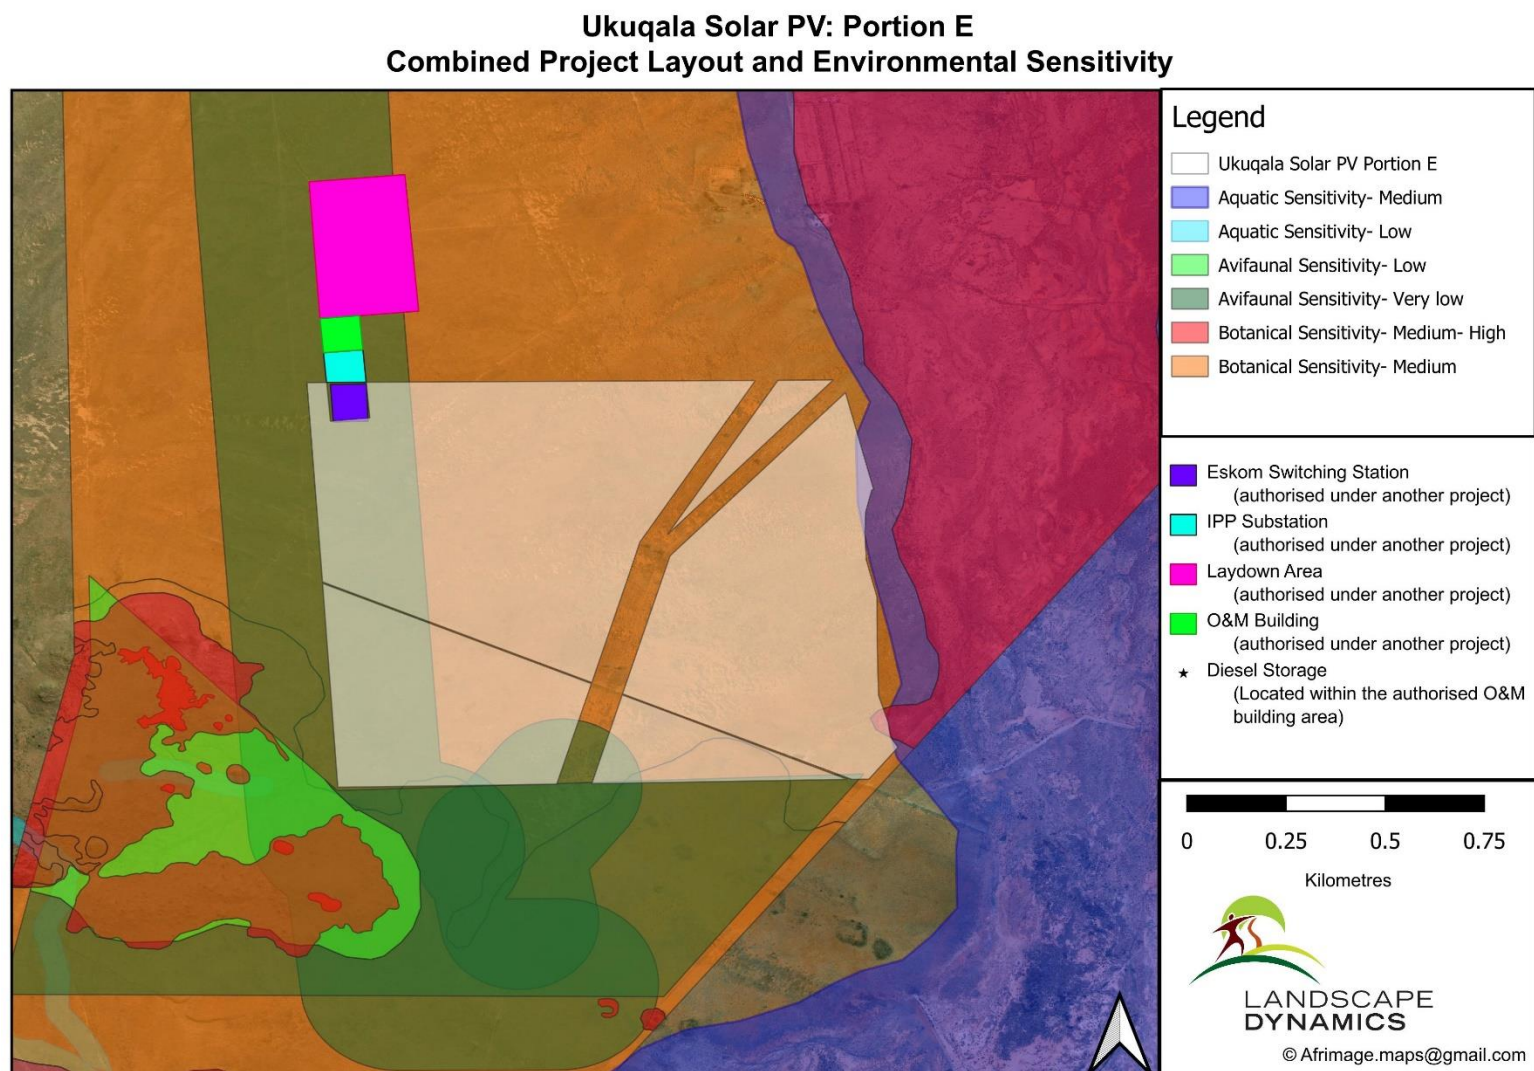 Ukuqala Solar PV: Portion E
Combined Project Layout and Environmental Sensitivity
Legend
Ukuqala Solar PV Portion E
Aquatic Sensitivity- Medium
Aquatic Sensitivity- Low
Avifaunal Sensitivity- Low
Avifaunal Sensitivity- Very low
Botanical Sensitivity- Medium- High
Botanical Sensitivity- Medium
Eskom Switching Station
(authorised under another project)
IPP Substation
(authorised under another project)
Laydown Area
(authorised under another project)
O&M Building
(authorised under another project)
Diesel Storage
(Located within the authorised O&M
building area)
0 0.25 0.5 0.75
Kilometres
LANDSCAPE
DYNAMICS
© Afrimage.maps@gmail.com